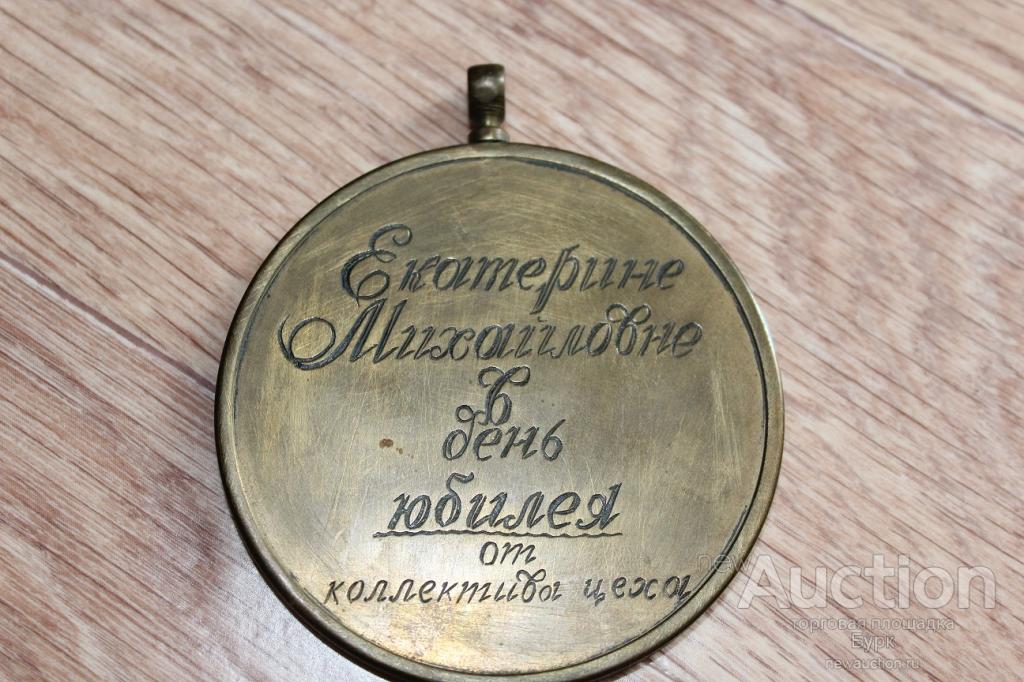 Екатерине
Михайловне
В
день
юбилея
от
коллектива цеха
Auction
торговая площадка
Бурк
newauction.ru